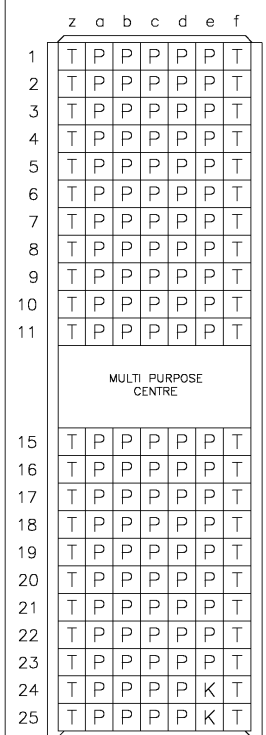 z a b c d e f
1 T P P P P P T
2 T P P P P P T
3 T P P P P P T
4 T P P P P P T
5 T P P P P P T
6 T P P P P P T
7 T P P P P P T
8 T P P P P P T
9 T P P P P P T
10 T P P P P P T
11 T P P P P P T
MULTI PURPOSE
CENTRE
15 T P P P P P T
16 T P P P P P T
17 T P P P P P T
18 T P P P P P T
19 T P P P P P T
20 T P P P P P T
21 T P P P P P T
22 T P P P P P T
23 T P P P P P T
24 T P P P P K T
25 T P P P P K T